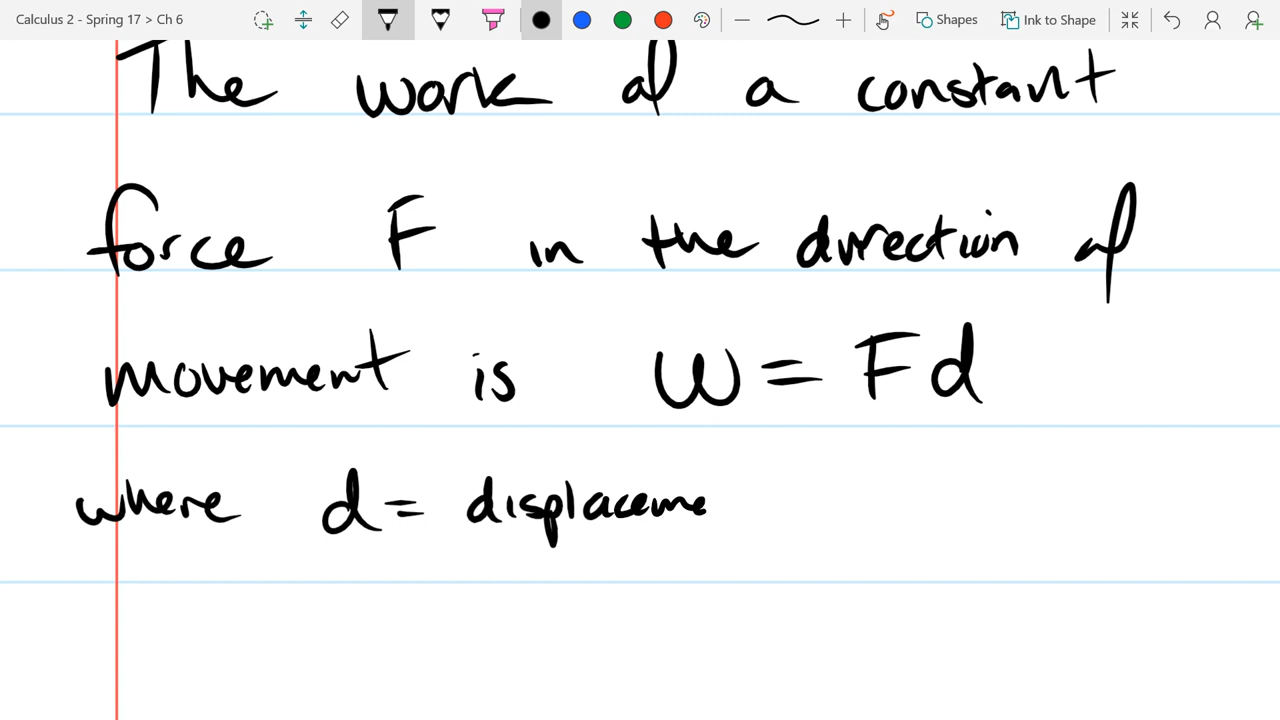 Calculus 2 - Spring 17 > Ch 6 Shapes Ink to Shape
The work of a constant
force F in the direction of
movement is W = Fd
where d = displaceme